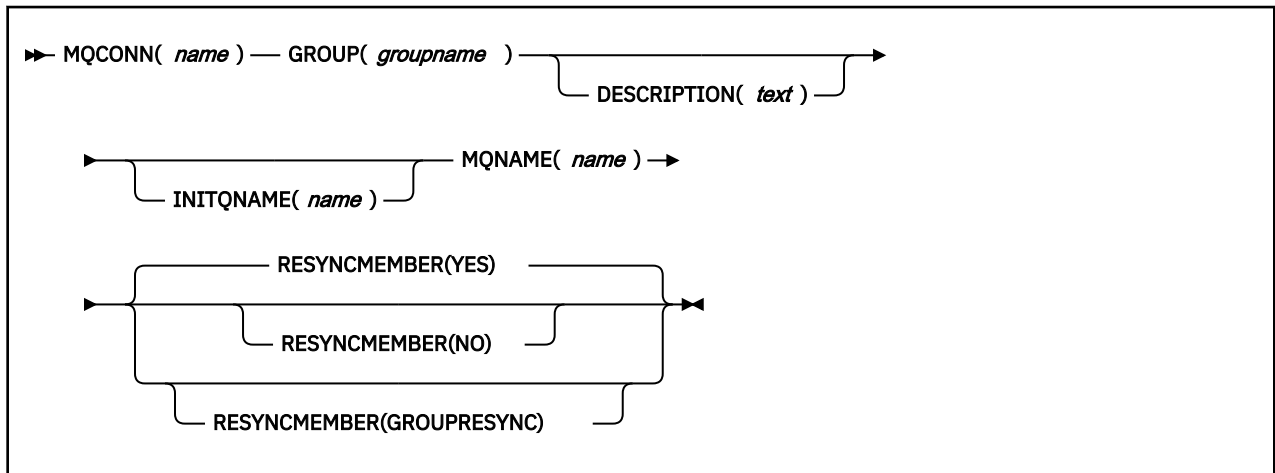 MQCONN( name ) GROUP( groupname )
DESCRIPTION( text )
MQNAME( name )
INITQNAME( name )
RESYNCMEMBER(YES)
RESYNCMEMBER(NO)
RESYNCMEMBER(GROUPRESYNC)